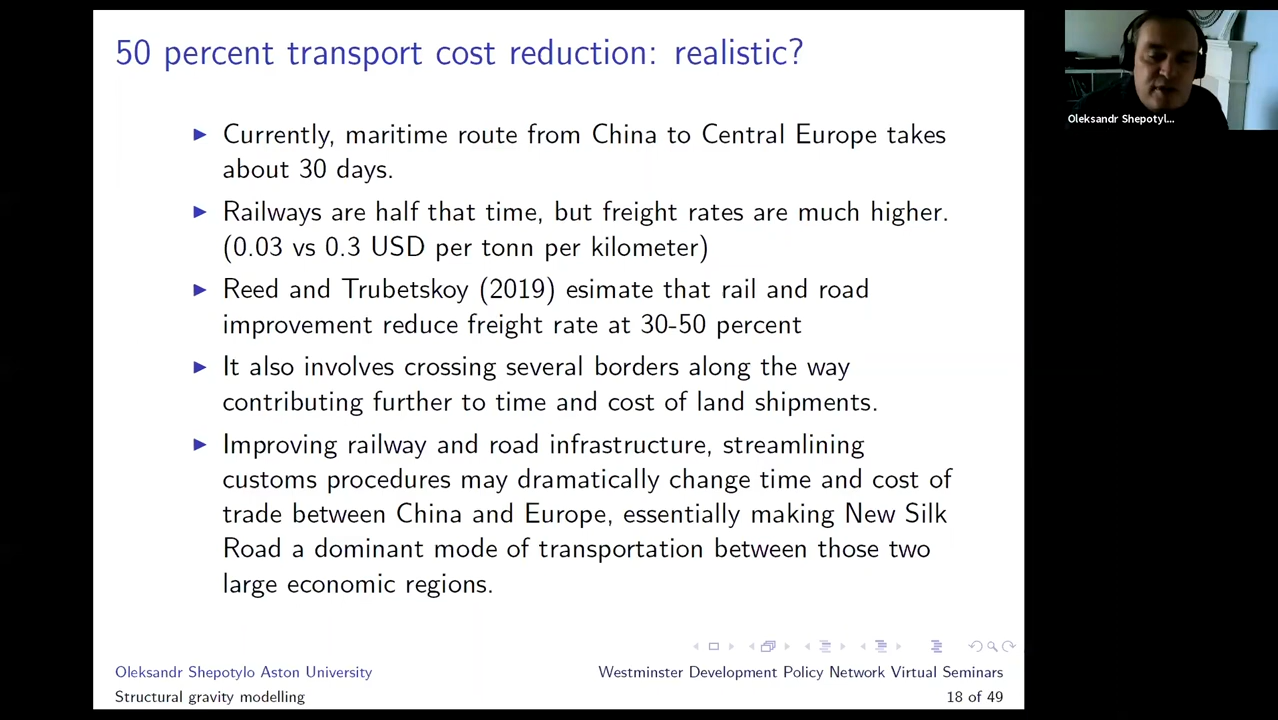 50 percent transport cost reduction: realistic?
Currently, maritime route from China to Central Europe takes
about 30 days.
Railways are half that time, but freight rates are much higher.
(0.03 vs 0.3 USD per tonn per kilometer)
Reed and Trubetskoy (2019) esimate that rail and road
improvement reduce freight rate at 30-50 percent
It also involves crossing several borders along the way
contributing further to time and cost of land shipments.
Improving railway and road infrastructure, streamlining
customs procedures may dramatically change time and cost of
trade between China and Europe, essentially making New Silk
Road a dominant mode of transportation between those two
large economic regions.
Oleksandr Shepotylo Aston University
Westminster Development Policy Network Virtual Seminars
Structural gravity modelling
18 of 49
Oleksandr Shepotyl...